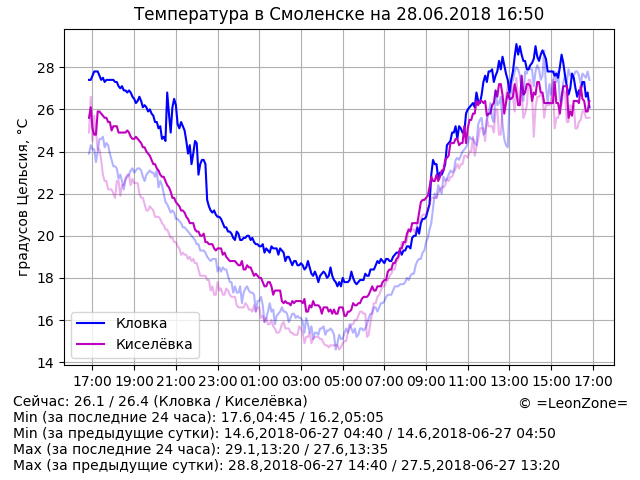 Температура в Смоленске на 28.06.2018 16:50
градусов Цельсия, °C
28
26
24
22
20
18
16
14
Кловка
Киселёвка
17:00 19:00 21:00 23:00 01:00 03:00 05:00 07:00 09:00 11:00 13:00 15:00 17:00
Сейчас: 26.1 / 26.4 (Кловка / Киселёвка)
© =LeonZone=
Min (за последние 24 часа): 17.6,04:45 / 16.2,05:05
Min (за предыдущие сутки): 14.6,2018-06-27 04:40 / 14.6,2018-06-27 04:50
Max (за последние 24 часа): 29.1,13:20 / 27.6,13:35
Max (за предыдущие сутки): 28.8,2018-06-27 14:40 / 27.5,2018-06-27 13:20